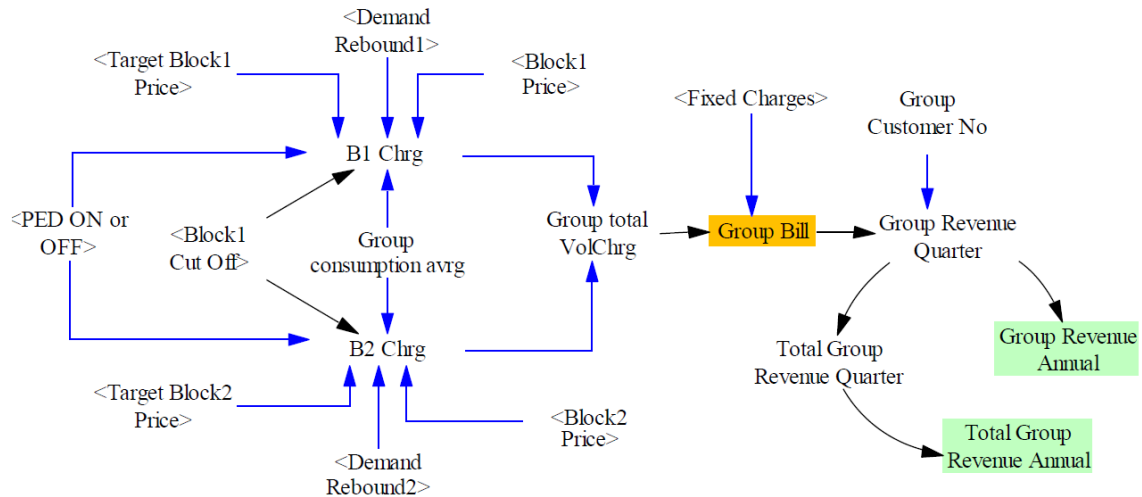 <Demand
Rebound1>
<Target Block1
Price>
<Block1
Price>
<Fixed Charges>
Group
Customer No
B1 Chrg
<PED ON or
OFF>
<Block1
Cut Off>
Group
consumption avrg
Group total
VolChrg
Group Bill
Group Revenue
Quarter
B2 Chrg
Total Group
Revenue Quarter
Group Revenue
Annual
<Target Block2
Price>
<Block2
Price>
<Demand
Rebound2>
Total Group
Revenue Annual